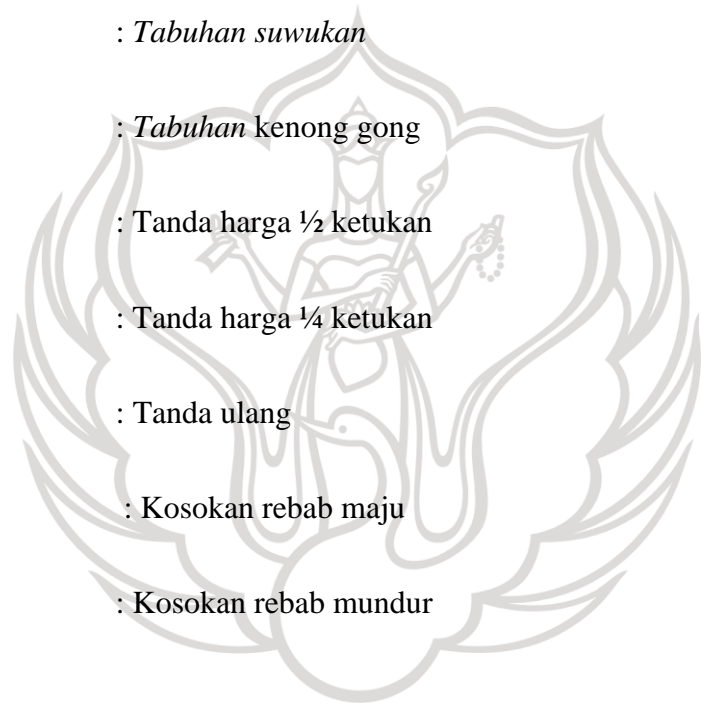 : Tabuhan suwukan
: Tabuhan kenong gong
: Tanda harga ½ ketukan
: Tanda harga ¼ ketukan
: Tanda ulang
: Kosokan rebab maju
: Kosokan rebab mundur